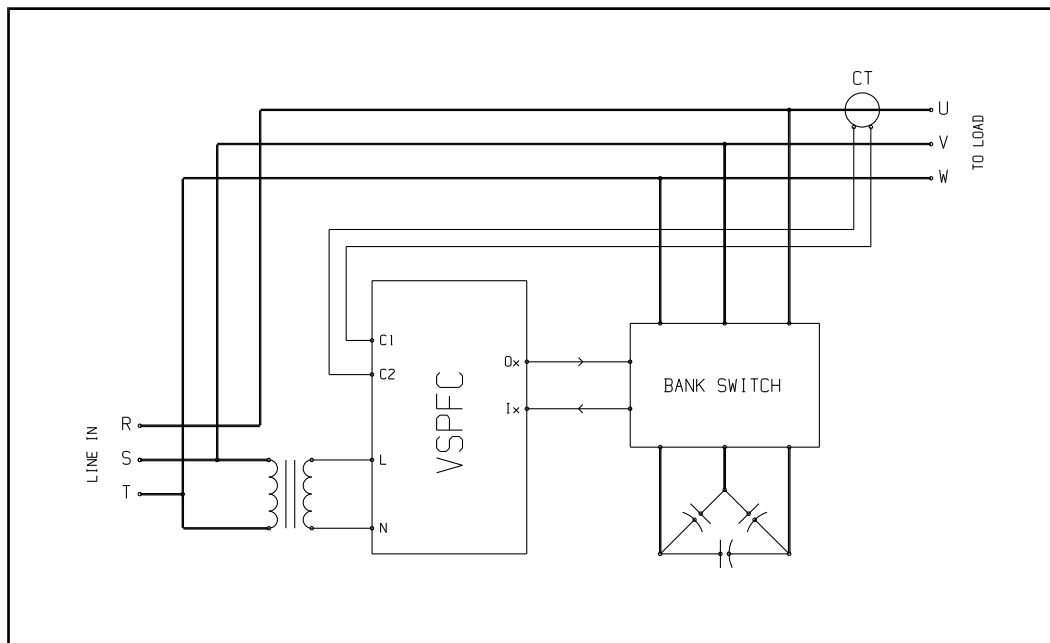 CT
U
V
W
TO LOAD
C1
C2
Ox
Ix
VSPFC
BANK SWITCH
R
S
T
LINE IN
L
N